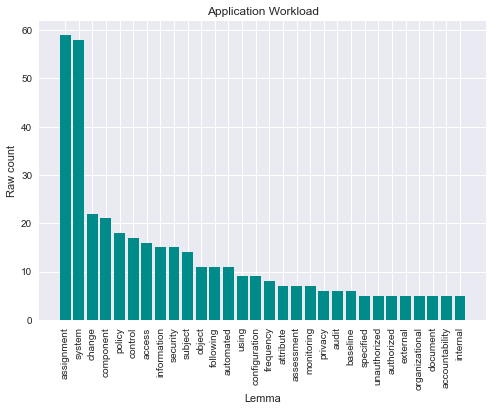 Application Workload
Raw count
60
50
40
30
20
10
0
assignment
system
change
component
policy
control
access
information
security
subject
object
following
automated
using
configuration
frequency
attribute
assessment
monitoring
privacy
audit
baseline
specified
unauthorized
authorized
external
organizational
document
accountability
internal
Lemma